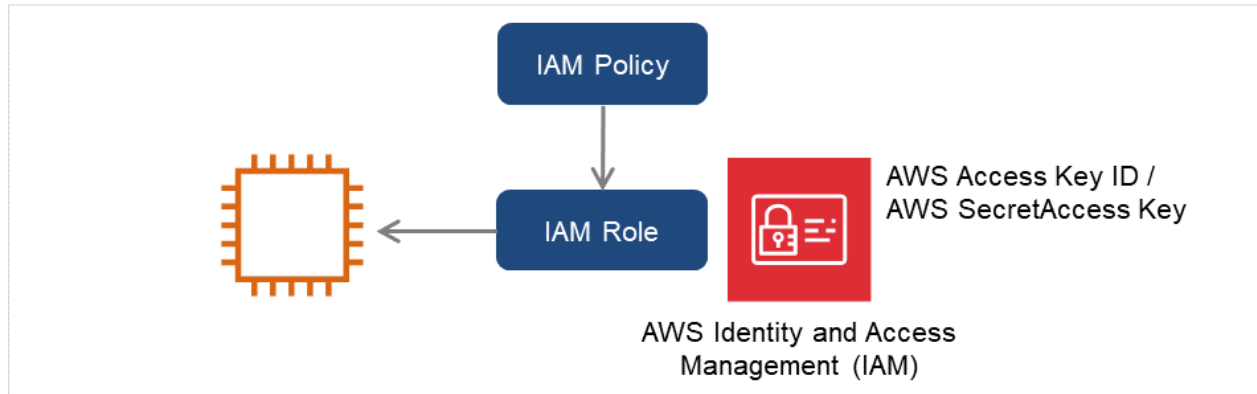 IAM Policy
IAM Role
AWS Access Key ID /
AWS SecretAccess Key
AWS Identity and Access
Management (IAM)